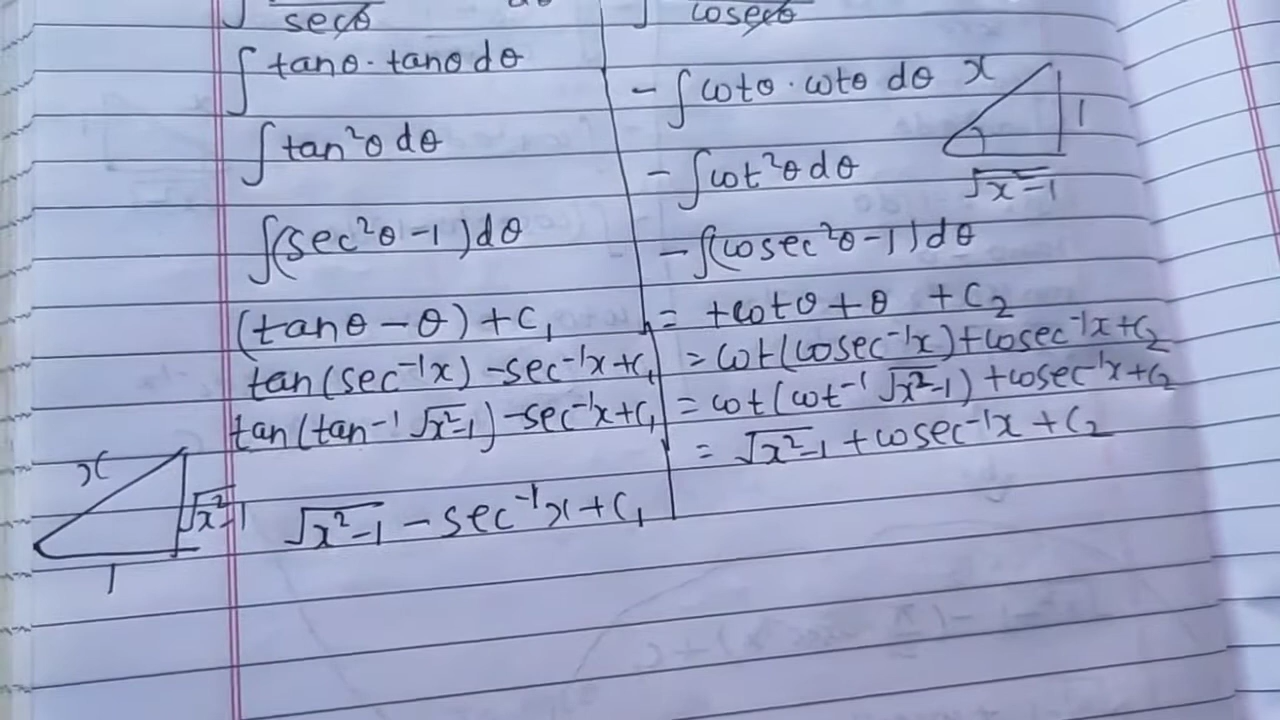 secθ
∫ tanθ · tanθ dθ
∫ tan²θ dθ
∫(sec²θ - 1)dθ
(tanθ - θ) + C₁
tan(sec⁻¹x) - sec⁻¹x + C₁
tan(tan⁻¹ √x²-1) - sec⁻¹x + C₁
x
√x²-1
1
√x²-1 - sec⁻¹x + C₁
cosecθ
- ∫ cotθ · cotθ dθ
x
1
√x²-1
- ∫cot²θ dθ
- ∫(cosec²θ - 1)dθ
= +cotθ + θ + C₂
= cot(cosec⁻¹x) + cosec⁻¹x + C₂
= cot(cot⁻¹ √x²-1) + cosec⁻¹x + C₂
= √x²-1 + cosec⁻¹x + C₂